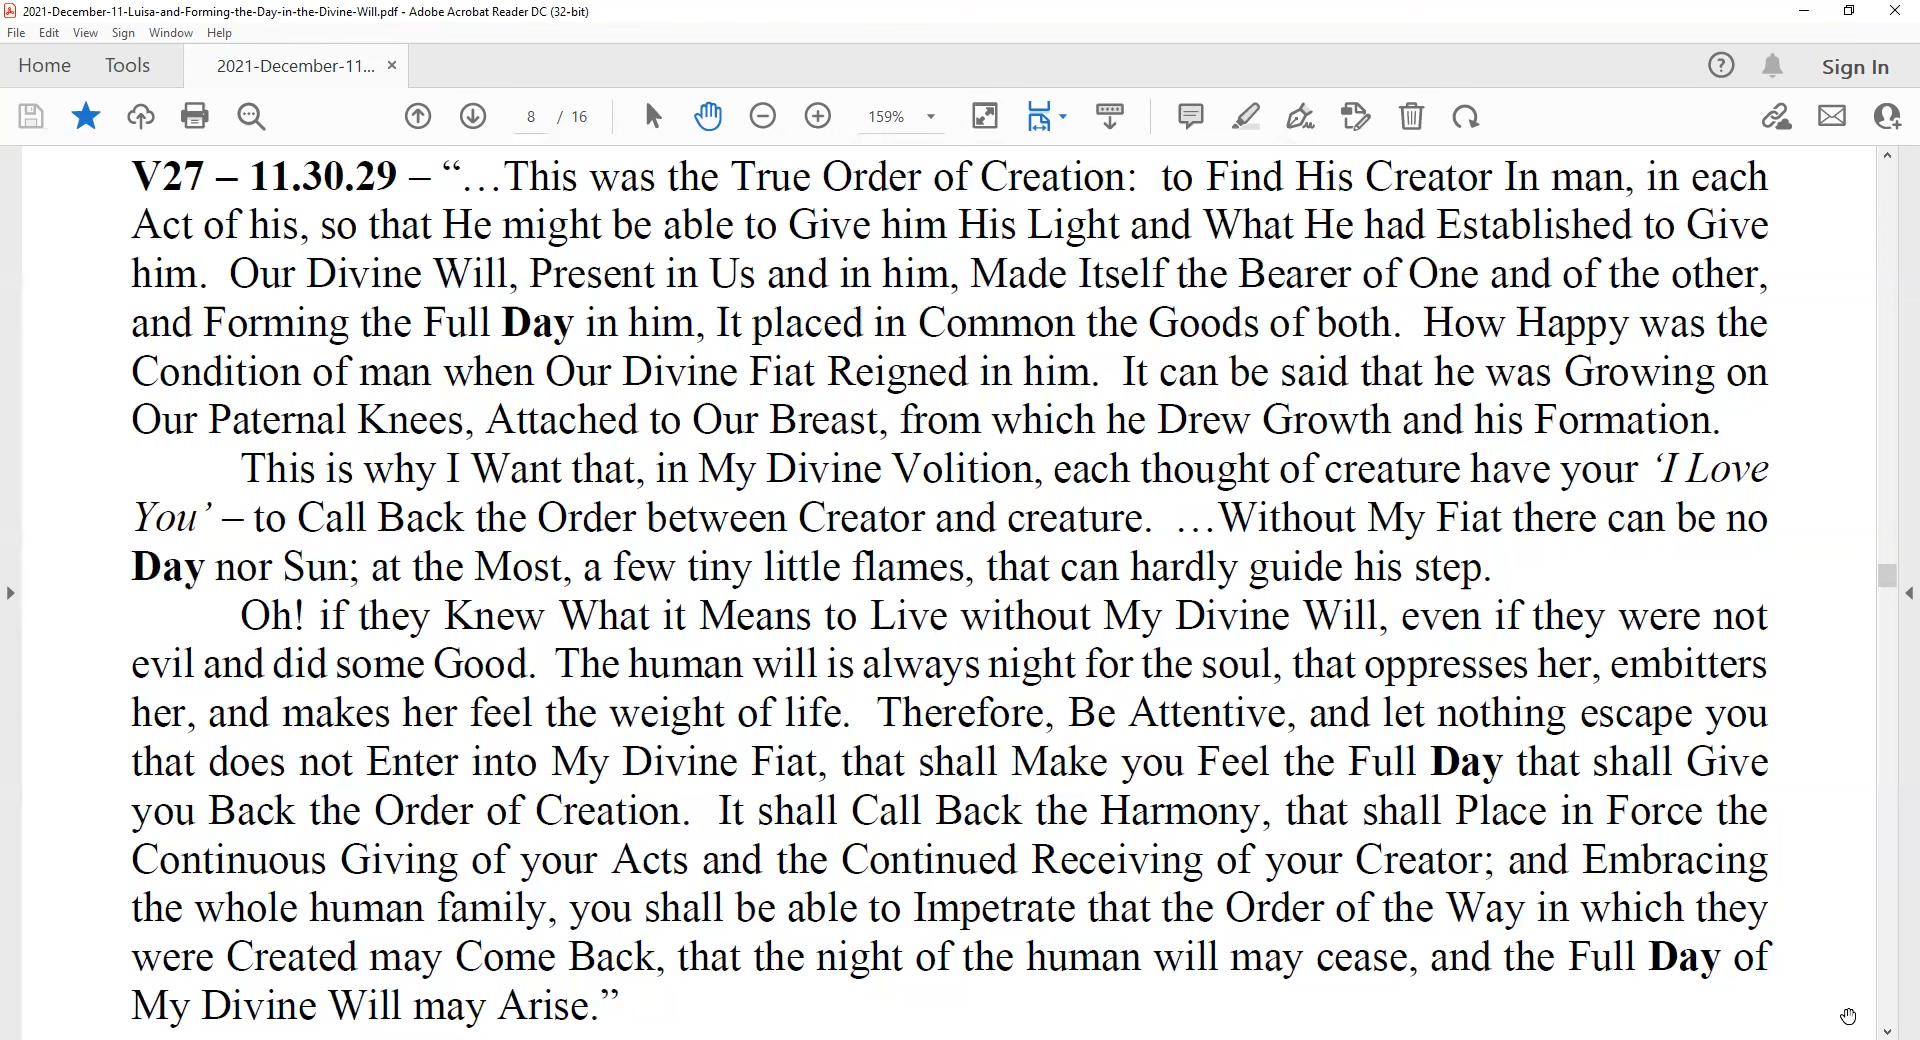 2021-December-11-Luisa-and-Forming-the-Day-in-the-Divine-Will.pdf - Adobe Acrobat Reader DC (32-bit)
File Edit View Sign Window Help
Home Tools 2021-December-11... × Sign In
8 / 16 159%
V27 – 11.30.29 – “…This was the True Order of Creation: to Find His Creator In man, in each
Act of his, so that He might be able to Give him His Light and What He had Established to Give
him. Our Divine Will, Present in Us and in him, Made Itself the Bearer of One and of the other,
and Forming the Full Day in him, It placed in Common the Goods of both. How Happy was the
Condition of man when Our Divine Fiat Reigned in him. It can be said that he was Growing on
Our Paternal Knees, Attached to Our Breast, from which he Drew Growth and his Formation.
This is why I Want that, in My Divine Volition, each thought of creature have your ‘I Love
You’ – to Call Back the Order between Creator and creature. …Without My Fiat there can be no
Day nor Sun; at the Most, a few tiny little flames, that can hardly guide his step.
Oh! if they Knew What it Means to Live without My Divine Will, even if they were not
evil and did some Good. The human will is always night for the soul, that oppresses her, embitters
her, and makes her feel the weight of life. Therefore, Be Attentive, and let nothing escape you
that does not Enter into My Divine Fiat, that shall Make you Feel the Full Day that shall Give
you Back the Order of Creation. It shall Call Back the Harmony, that shall Place in Force the
Continuous Giving of your Acts and the Continued Receiving of your Creator; and Embracing
the whole human family, you shall be able to Impetrate that the Order of the Way in which they
were Created may Come Back, that the night of the human will may cease, and the Full Day of
My Divine Will may Arise.”